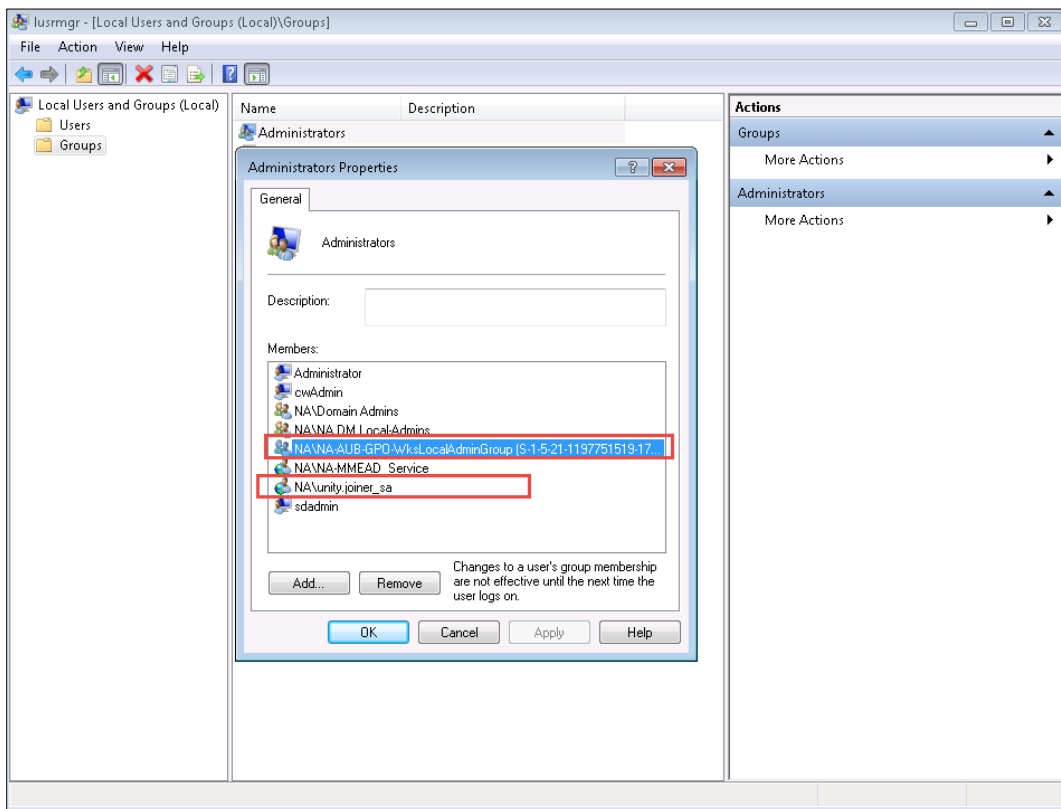 lusrmgr - [Local Users and Groups (Local)\Groups]
File Action View Help
Local Users and Groups (Local)
Users
Groups
Name Description
Administrators
Administrators Properties
General
Administrators
Description:
Members:
Administrator
cwAdmin
NA\Domain Admins
NA\NA DM Local-Admins
NA\NA-AUB-GPO-WksLocalAdminGroup (S-1-5-21-1197751519-17...
NA\NA-MMEAD_Service
NA\unity.joiner_sa
sdadmin
Add... Remove
Changes to a user's group membership
are not effective until the next time the
user logs on.
OK Cancel Apply Help
Actions
Groups
More Actions
Administrators
More Actions